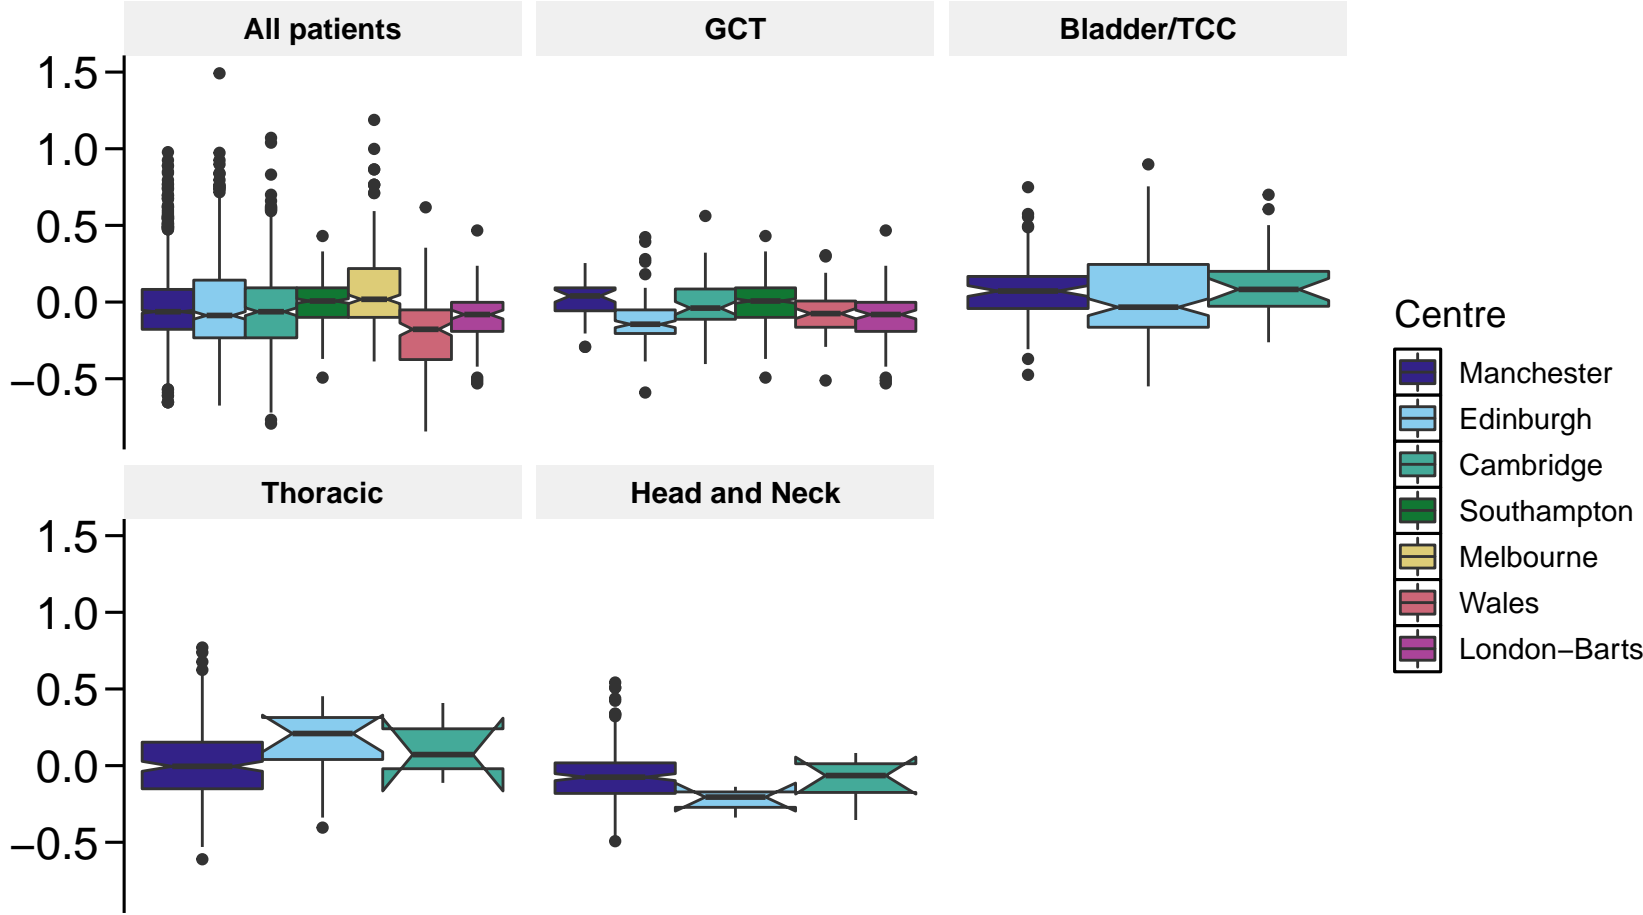 All patients
GCT
Bladder/TCC
1.5
1.0
0.5
0.0
−0.5
Thoracic
Head and Neck
1.5
1.0
0.5
0.0
−0.5
Centre
Manchester
Edinburgh
Cambridge
Southampton
Melbourne
Wales
London−Barts